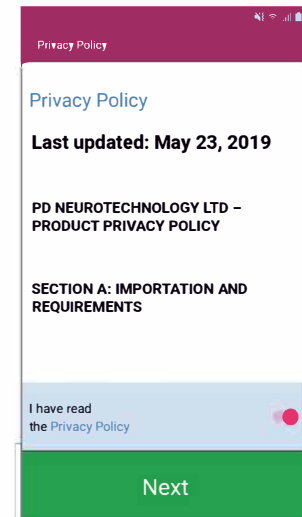 Privacy Policy
Privacy Policy
Last updated: May 23, 2019
PD NEUROTECHNOLOGY LTD –
PRODUCT PRIVACY POLICY
SECTION A: IMPORTATION AND
REQUIREMENTS
I have read
the Privacy Policy
Next